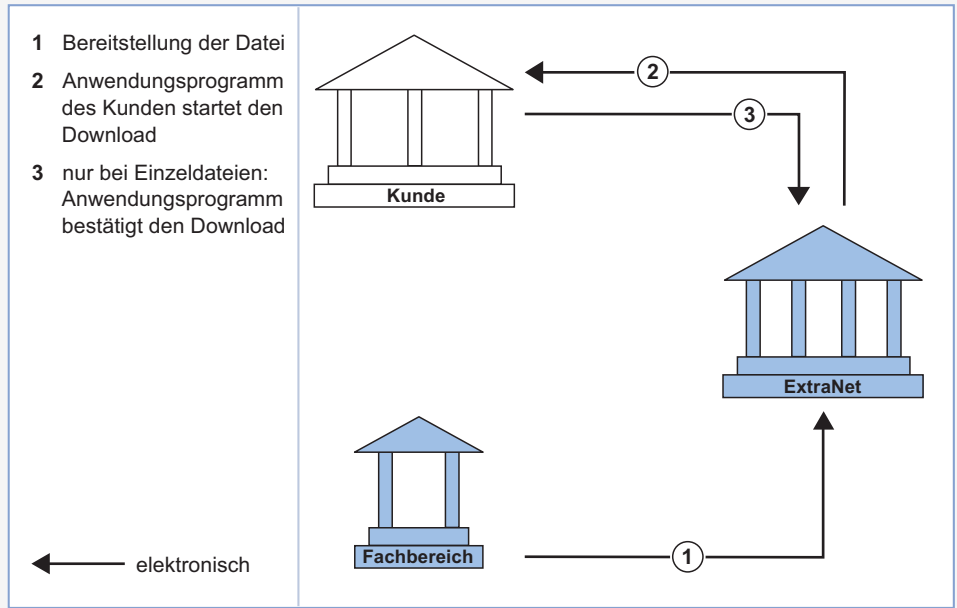 1 Bereitstellung der Datei
2 Anwendungsprogramm
des Kunden startet den
Download
3 nur bei Einzeldateien:
Anwendungsprogramm
bestätigt den Download
elektronisch
2
3
Kunde
ExtraNet
Fachbereich
1